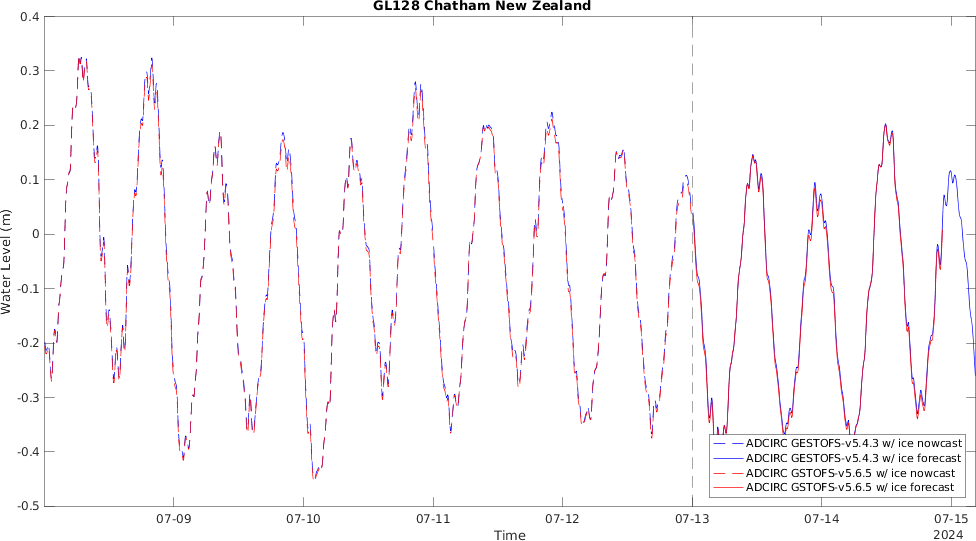 GL128 Chatham New Zealand
0.4
0.3
0.2
0.1
0
-0.1
-0.2
-0.3
-0.4
-0.5
Water Level (m)
ADCIRC GESTOFS-v5.4.3 w/ ice nowcast
ADCIRC GESTOFS-v5.4.3 w/ ice forecast
ADCIRC GSTOFS-v5.6.5 w/ ice nowcast
ADCIRC GSTOFS-v5.6.5 w/ ice forecast
07-09 07-10 07-11 07-12 07-13 07-14 07-15
Time
2024